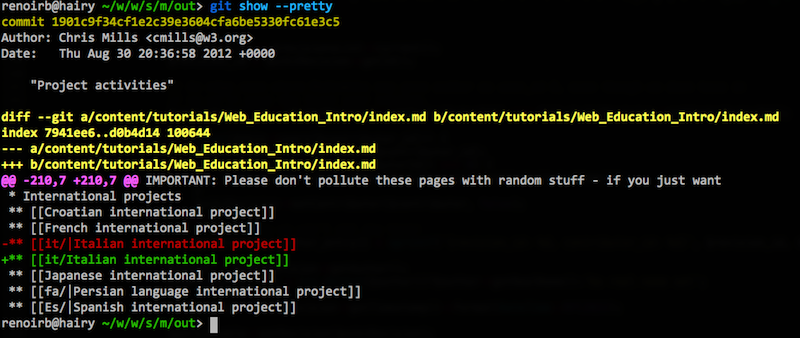 renoirb@hairy ~/w/w/s/m/out> git show --pretty
commit 1901c9f34cf1e2c39e3604cfa6be5330fc61e3c5
Author: Chris Mills <cmills@w3.org>
Date:   Thu Aug 30 20:36:58 2012 +0000

    "Project activities"

diff --git a/content/tutorials/Web_Education_Intro/index.md b/content/tutorials/Web_Education_Intro/index.md
index 7941ee6..d0b4d14 100644
--- a/content/tutorials/Web_Education_Intro/index.md
+++ b/content/tutorials/Web_Education_Intro/index.md
@@ -210,7 +210,7 @@ IMPORTANT: Please don't pollute these pages with random stuff - if you just want
 * International projects
 ** [[Croatian international project]]
 ** [[French international project]]
-** [[it/|Italian international project]]
+** [[it/Italian international project]]
 ** [[Japanese international project]]
 ** [[fa/|Persian language international project]]
 ** [[Es/|Spanish international project]]
renoirb@hairy ~/w/w/s/m/out>